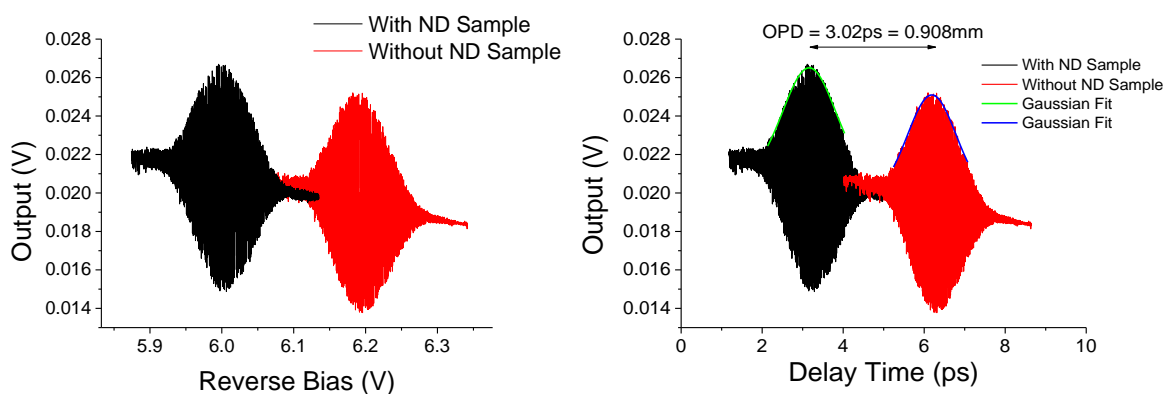 With ND Sample
Without ND Sample
0.028
0.026
0.024
0.022
0.020
0.018
0.016
0.014
Output (V)
5.9 6.0 6.1 6.2 6.3
Reverse Bias (V)
OPD = 3.02ps = 0.908mm
With ND Sample
Without ND Sample
Gaussian Fit
Gaussian Fit
0.028
0.026
0.024
0.022
0.020
0.018
0.016
0.014
Output (V)
0 2 4 6 8 10
Delay Time (ps)